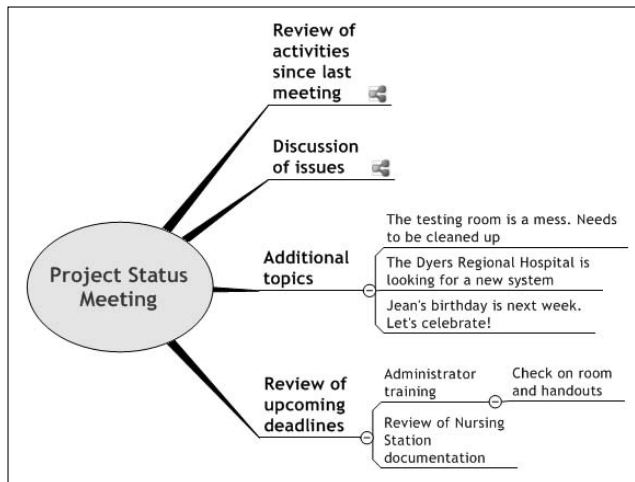 Review of
activities
since last
meeting
Discussion
of issues
Project Status
Meeting
Additional
topics
The testing room is a mess. Needs
to be cleaned up
The Dyers Regional Hospital is
looking for a new system
Jean's birthday is next week.
Let's celebrate!
Review of
upcoming
deadlines
Administrator
training
Check on room
and handouts
Review of Nursing
Station
documentation